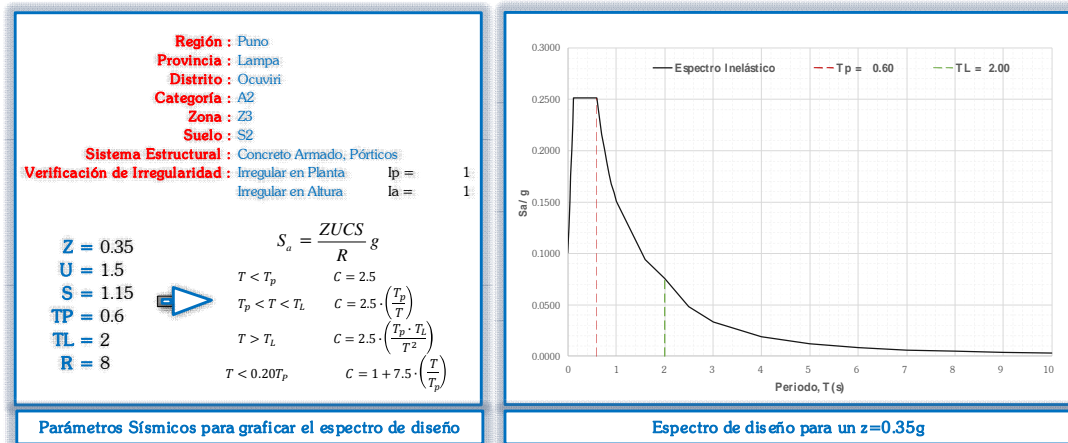 Región : Puno
Provincia : Lampa
Distrito : Ocuviri
Categoría : A2
Zona : Z3
Suelo : S2
Sistema Estructural : Concreto Armado, Pórticos
Verificación de Irregularidad : Irregular en Planta Ip = 1
Irregular en Altura Ia = 1
Z = 0.35
U = 1.5
S = 1.15
TP = 0.6
TL = 2
R = 8
S_a = ZUCS/R g
T < T_p C = 2.5
T_p < T < T_L C = 2.5·(T_p/T)
T > T_L C = 2.5·(T_p·T_L/T²)
T < 0.20T_P C = 1 + 7.5·(T/T_p)
Parámetros Sísmicos para graficar el espectro de diseño
Espectro Inelástico Tp = 0.60 TL = 2.00
0.3000
0.2500
0.2000
0.1500
0.1000
0.0500
0.0000
Sa/g
0 1 2 3 4 5 6 7 8 9 10
Periodo, T(s)
Espectro de diseño para un z=0.35g